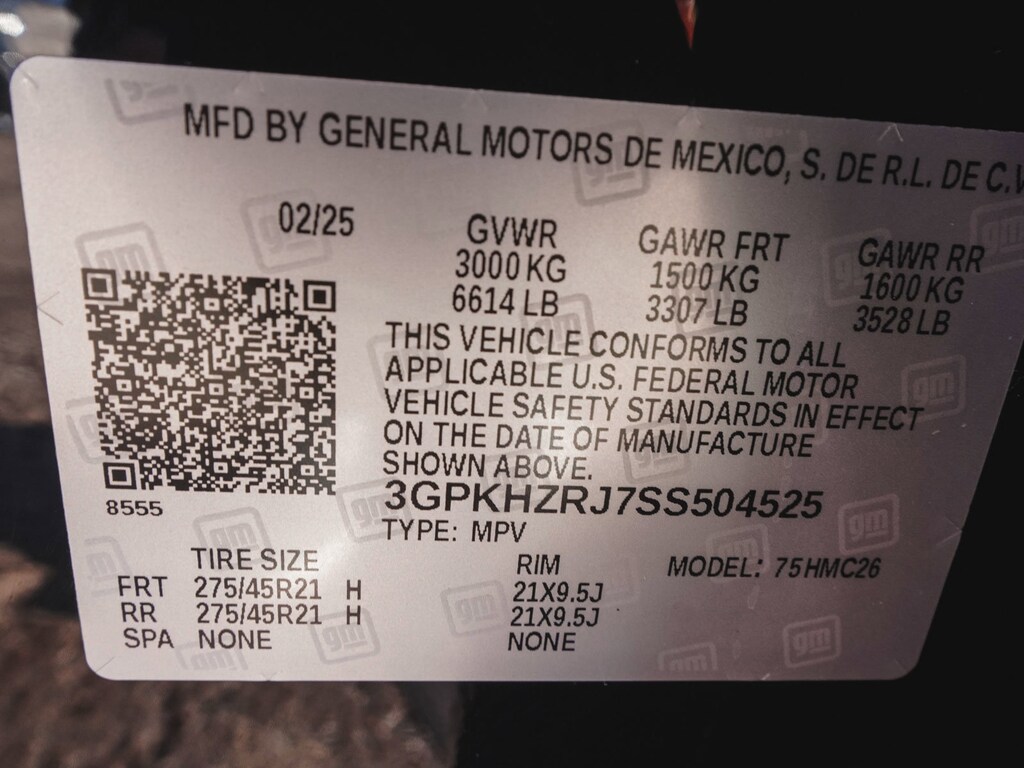 MFD BY GENERAL MOTORS DE MEXICO, S. DE R.L. DE C.V
02/25
GVWR GAWR FRT GAWR RR
3000 KG 1500 KG 1600 KG
6614 LB 3307 LB 3528 LB
THIS VEHICLE CONFORMS TO ALL
APPLICABLE U.S. FEDERAL MOTOR
VEHICLE SAFETY STANDARDS IN EFFECT
ON THE DATE OF MANUFACTURE
SHOWN ABOVE.
8555
3GPKHZRJ7SS504525
TYPE: MPV
TIRE SIZE RIM MODEL: 75HMC26
FRT 275/45R21 H 21X9.5J
RR 275/45R21 H 21X9.5J
SPA NONE NONE
gm